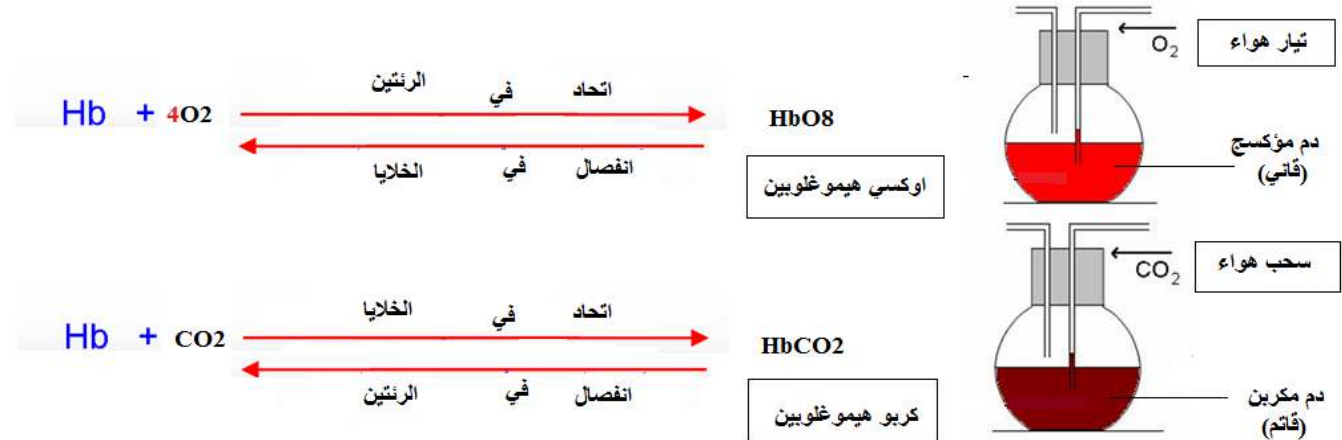 اتحاد في الرئتين
Hb + 4O2
HbO8
انفصال في الخلايا
اوكسي هيموغلوبين
تيار هواء
O2
دم مؤكسج
(قاني)
اتحاد في الخلايا
Hb + CO2
HbCO2
انفصال في الرئتين
كربو هيموغلوبين
سحب هواء
CO2
دم مكربن
(قاتم)